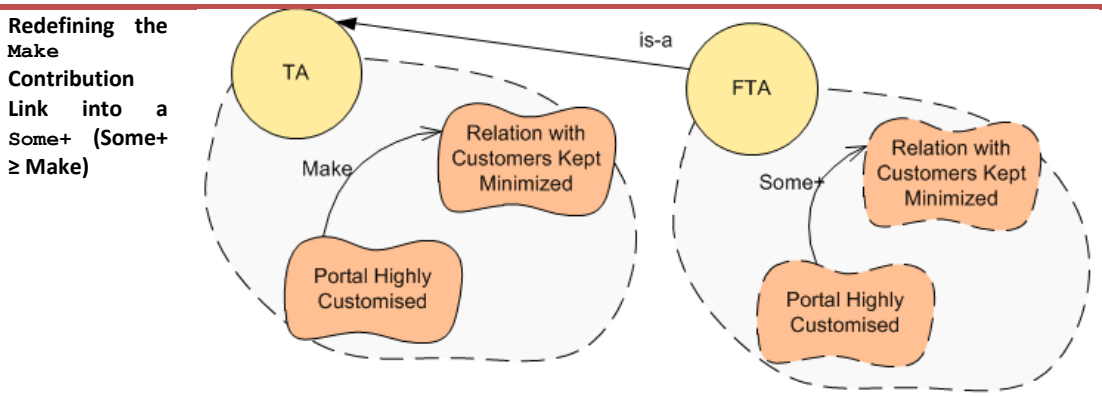 Redefining the
Make
Contribution
Link into a
Some+ (Some+
≥ Make)
is-a
TA
FTA
Relation with
Customers Kept
Minimized
Make
Portal Highly
Customised
Relation with
Customers Kept
Minimized
Some+
Portal Highly
Customised